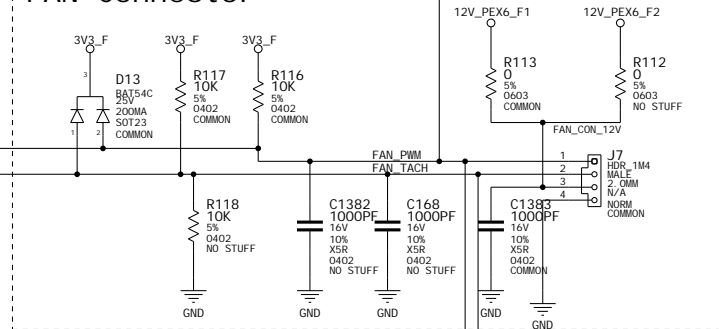 FAN Connector
12V_PEX6_F1
12V_PEX6_F2
3V3_F
3V3_F
3V3_F
3
D13
BAT54C
25V
200MA
SOT23
COMMON
1
2
R117
10K
5%
0402
COMMON
R116
10K
5%
0402
COMMON
R113
0
5%
0603
COMMON
R112
0
5%
0603
NO STUFF
FAN_CON_12V
FAN_PWM
FAN_TACH
1
2
3
4
J7
HDR_1M4
MALE
2.0MM
N/A
NORM
COMMON
R118
10K
5%
0402
NO STUFF
C1382
1000PF
16V
10%
X5R
0402
NO STUFF
C168
1000PF
16V
10%
X5R
0402
NO STUFF
C1383
1000PF
16V
10%
X5R
0402
COMMON
GND
GND
GND
GND
GND